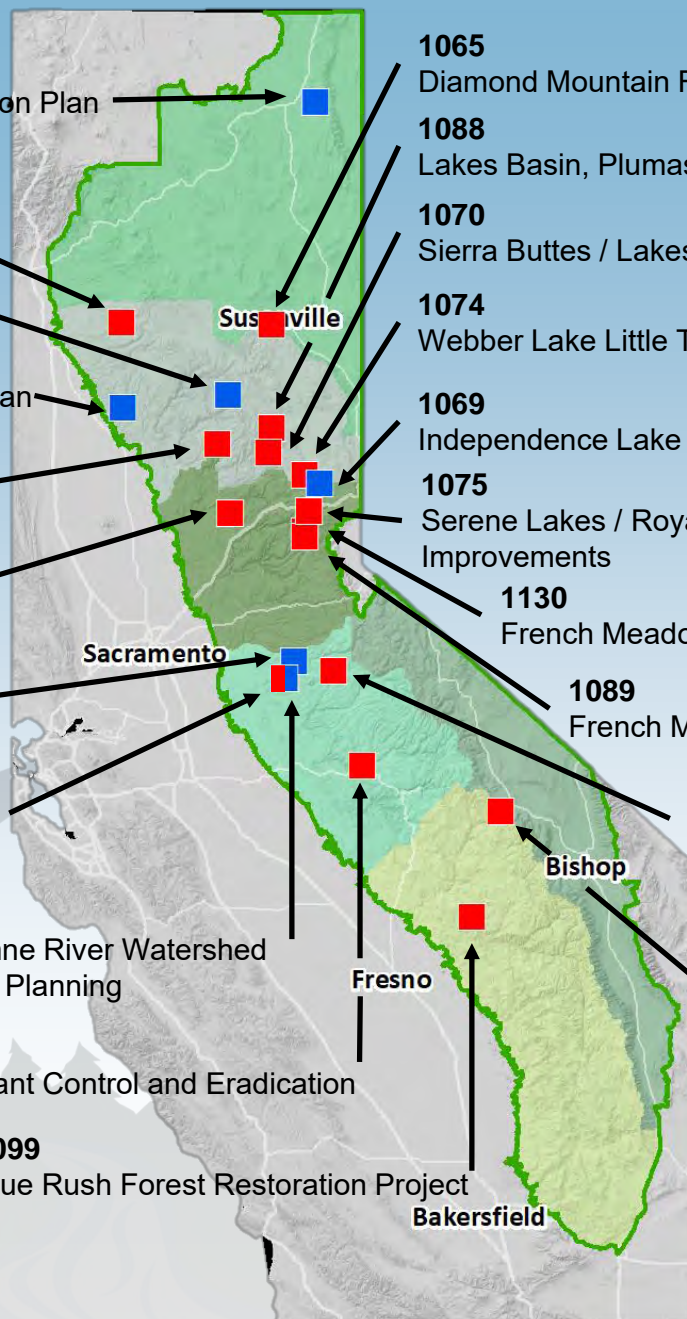 on Plan
1065
Diamond Mountain F
1088
Lakes Basin, Plumas
1070
Sierra Buttes / Lakes
Susanville
1074
Webber Lake Little T
an
1069
Independence Lake
1075
Serene Lakes / Roya
Improvements
1130
French Meado
Sacramento
1089
French M
Bishop
nne River Watershed
Planning
Fresno
ant Control and Eradication
099
ue Rush Forest Restoration Project
Bakersfield